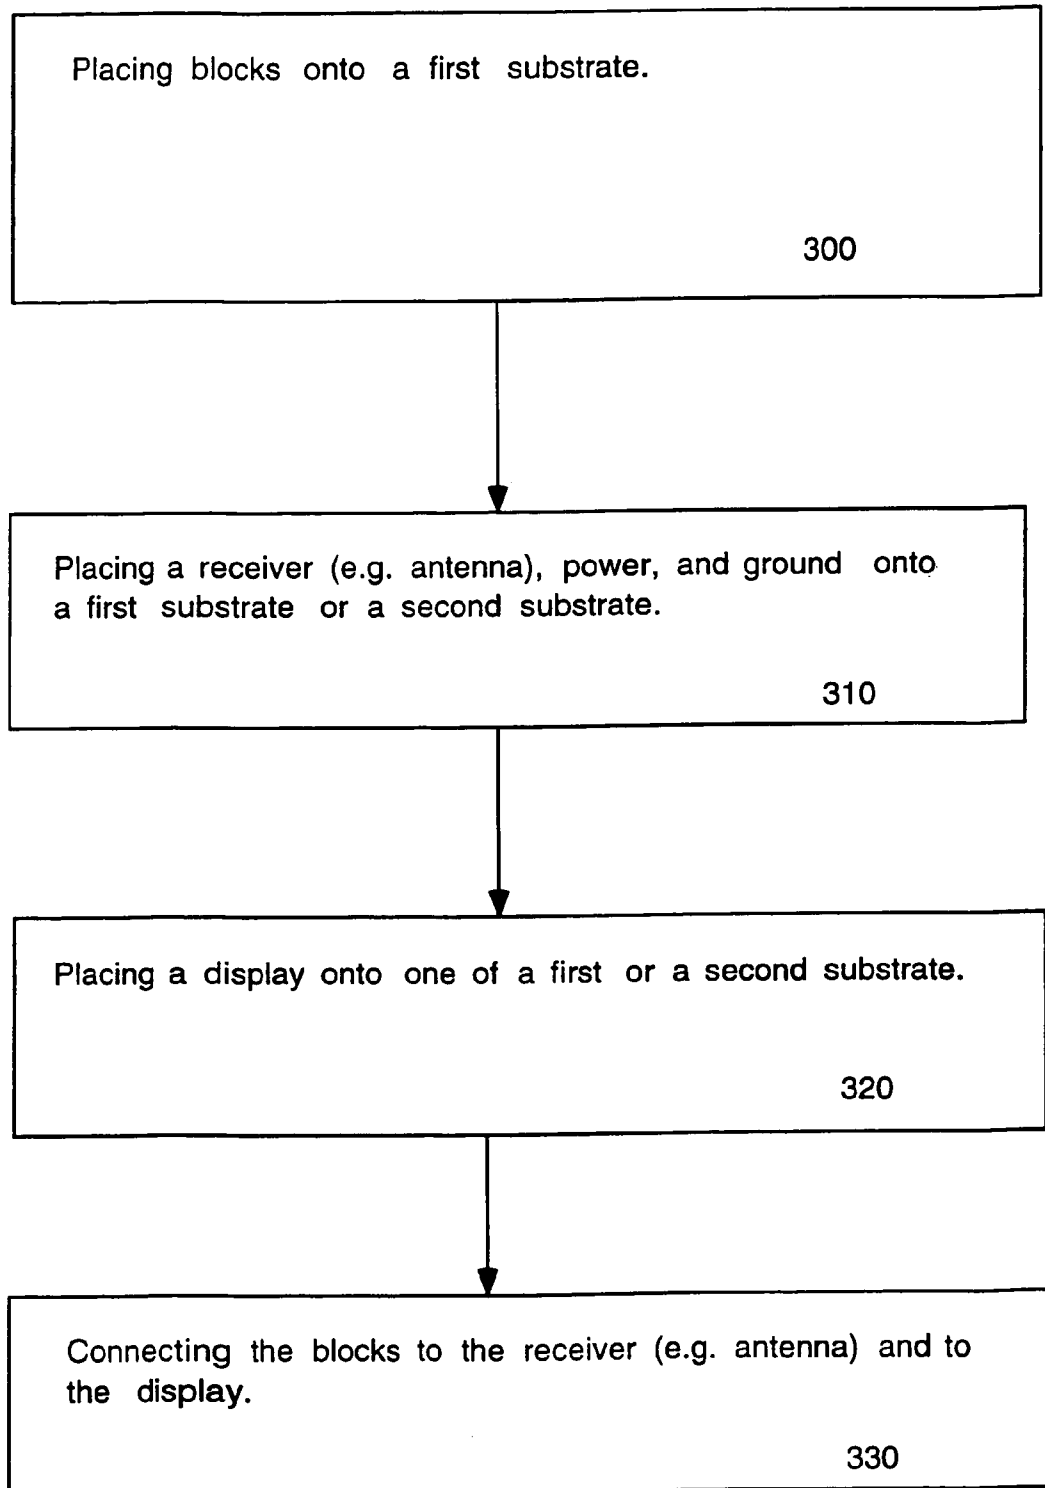 Placing blocks onto a first substrate.
300
Placing a receiver (e.g. antenna), power, and ground onto
a first substrate or a second substrate.
310
Placing a display onto one of a first or a second substrate.
320
Connecting the blocks to the receiver (e.g. antenna) and to
the display.
330